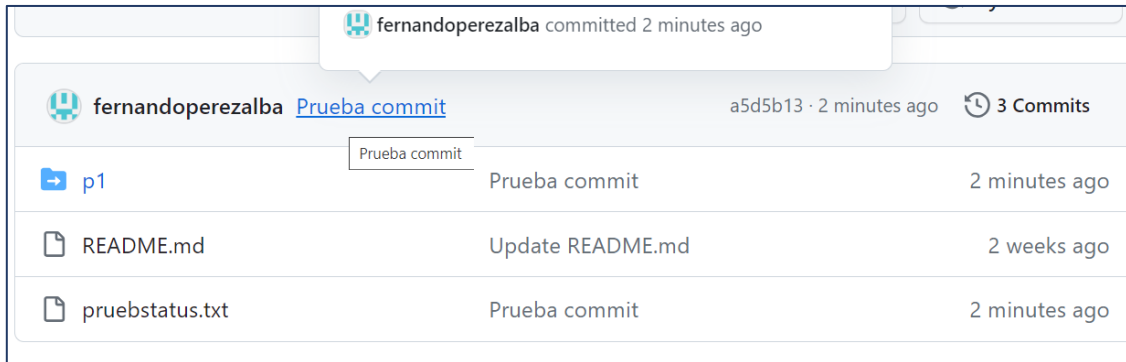 fernandoperezalba committed 2 minutes ago
fernandoperezalba Prueba commit a5d5b13 · 2 minutes ago 3 Commits
Prueba commit
p1 Prueba commit 2 minutes ago
README.md Update README.md 2 weeks ago
pruebstatus.txt Prueba commit 2 minutes ago